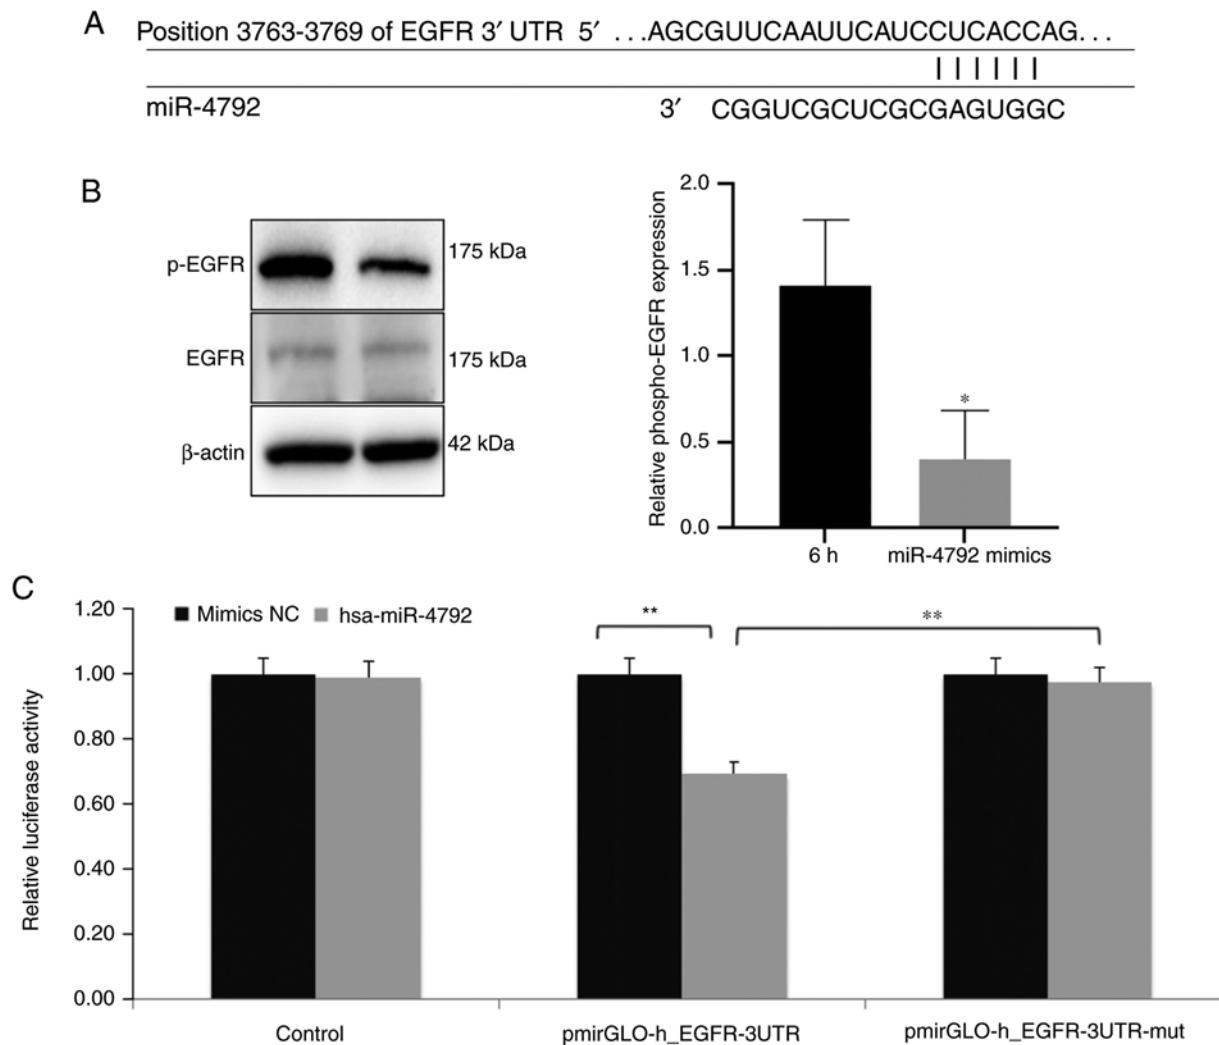 A
Position 3763-3769 of EGFR 3′ UTR 5′ ...AGCGUUCAAUUCAUCCUCACCAG...
miR-4792 3′ CGGUCGCUCGCGAGUGGC
B
p-EGFR 175 kDa
EGFR 175 kDa
β-actin 42 kDa
Relative phospho-EGFR expression
2.0
1.5
1.0
0.5
0.0
*
6 h miR-4792 mimics
C
Relative luciferase activity
1.20
1.00
0.80
0.60
0.40
0.20
0.00
Mimics NC hsa-miR-4792
**
**
Control pmirGLO-h_EGFR-3UTR pmirGLO-h_EGFR-3UTR-mut